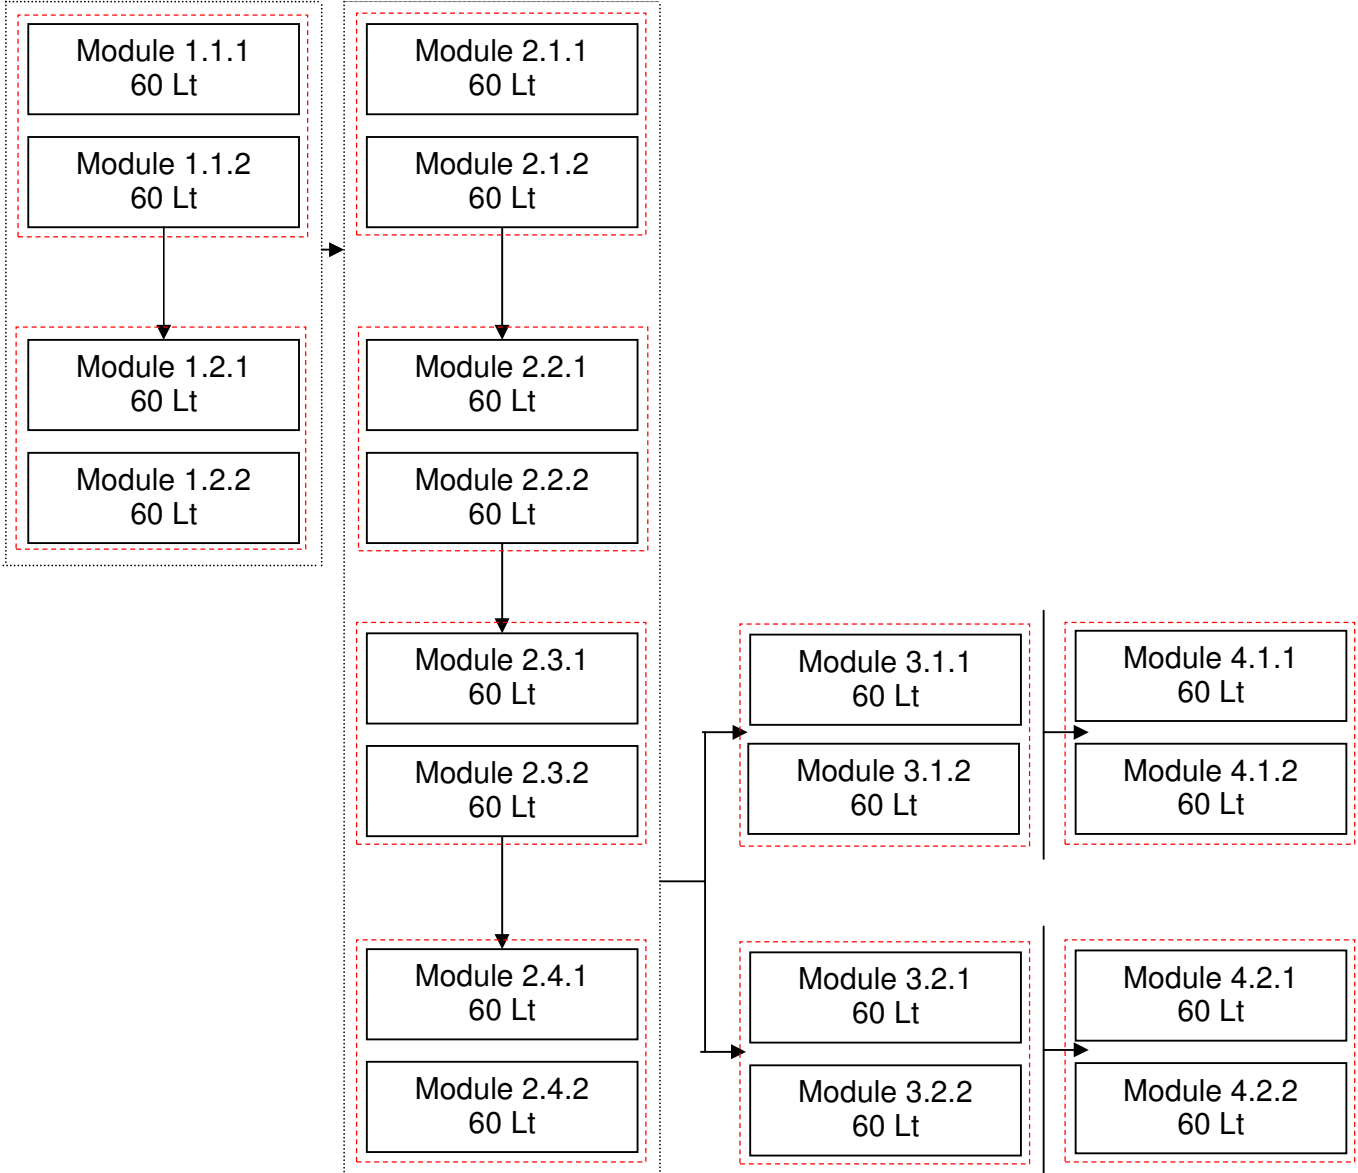 Module 1.1.1
60 Lt
Module 1.1.2
60 Lt
Module 1.2.1
60 Lt
Module 1.2.2
60 Lt
Module 2.1.1
60 Lt
Module 2.1.2
60 Lt
Module 2.2.1
60 Lt
Module 2.2.2
60 Lt
Module 2.3.1
60 Lt
Module 2.3.2
60 Lt
Module 2.4.1
60 Lt
Module 2.4.2
60 Lt
Module 3.1.1
60 Lt
Module 3.1.2
60 Lt
Module 3.2.1
60 Lt
Module 3.2.2
60 Lt
Module 4.1.1
60 Lt
Module 4.1.2
60 Lt
Module 4.2.1
60 Lt
Module 4.2.2
60 Lt